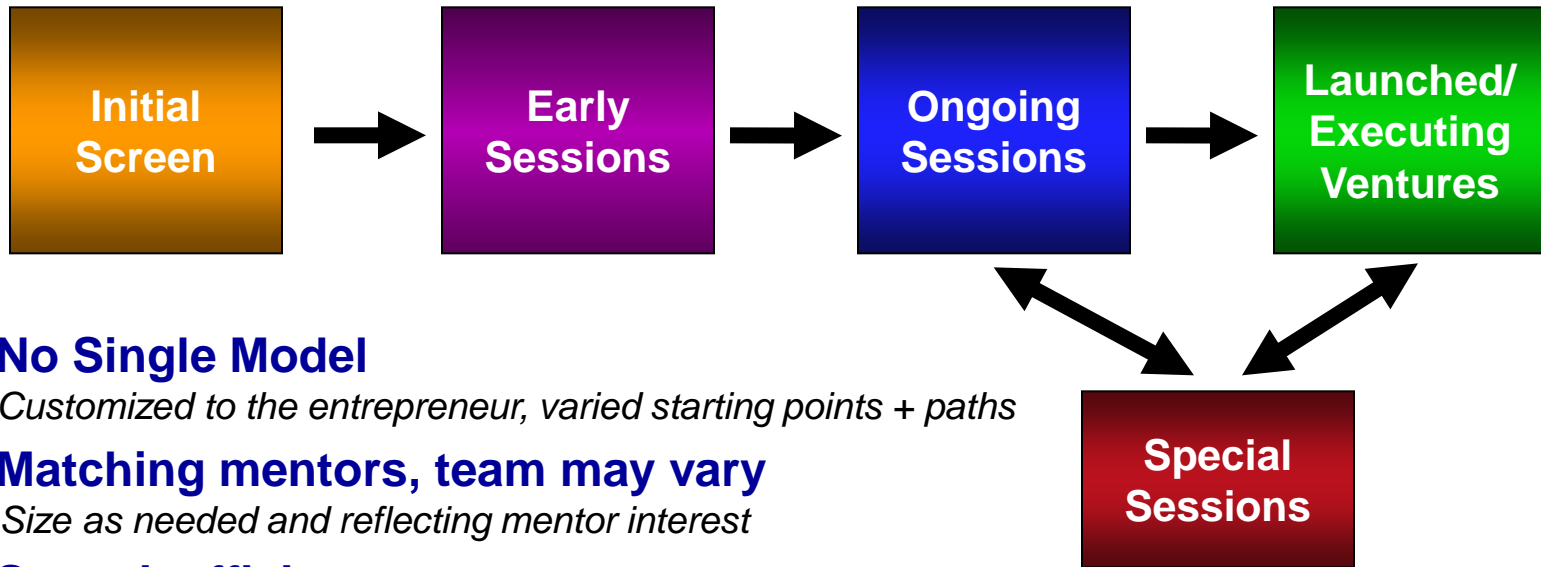 Initial
Screen
Early
Sessions
Ongoing
Sessions
Launched/
Executing
Ventures
No Single Model
Customized to the entrepreneur, varied starting points + paths
Matching mentors, team may vary
Size as needed and reflecting mentor interest
Special
Sessions